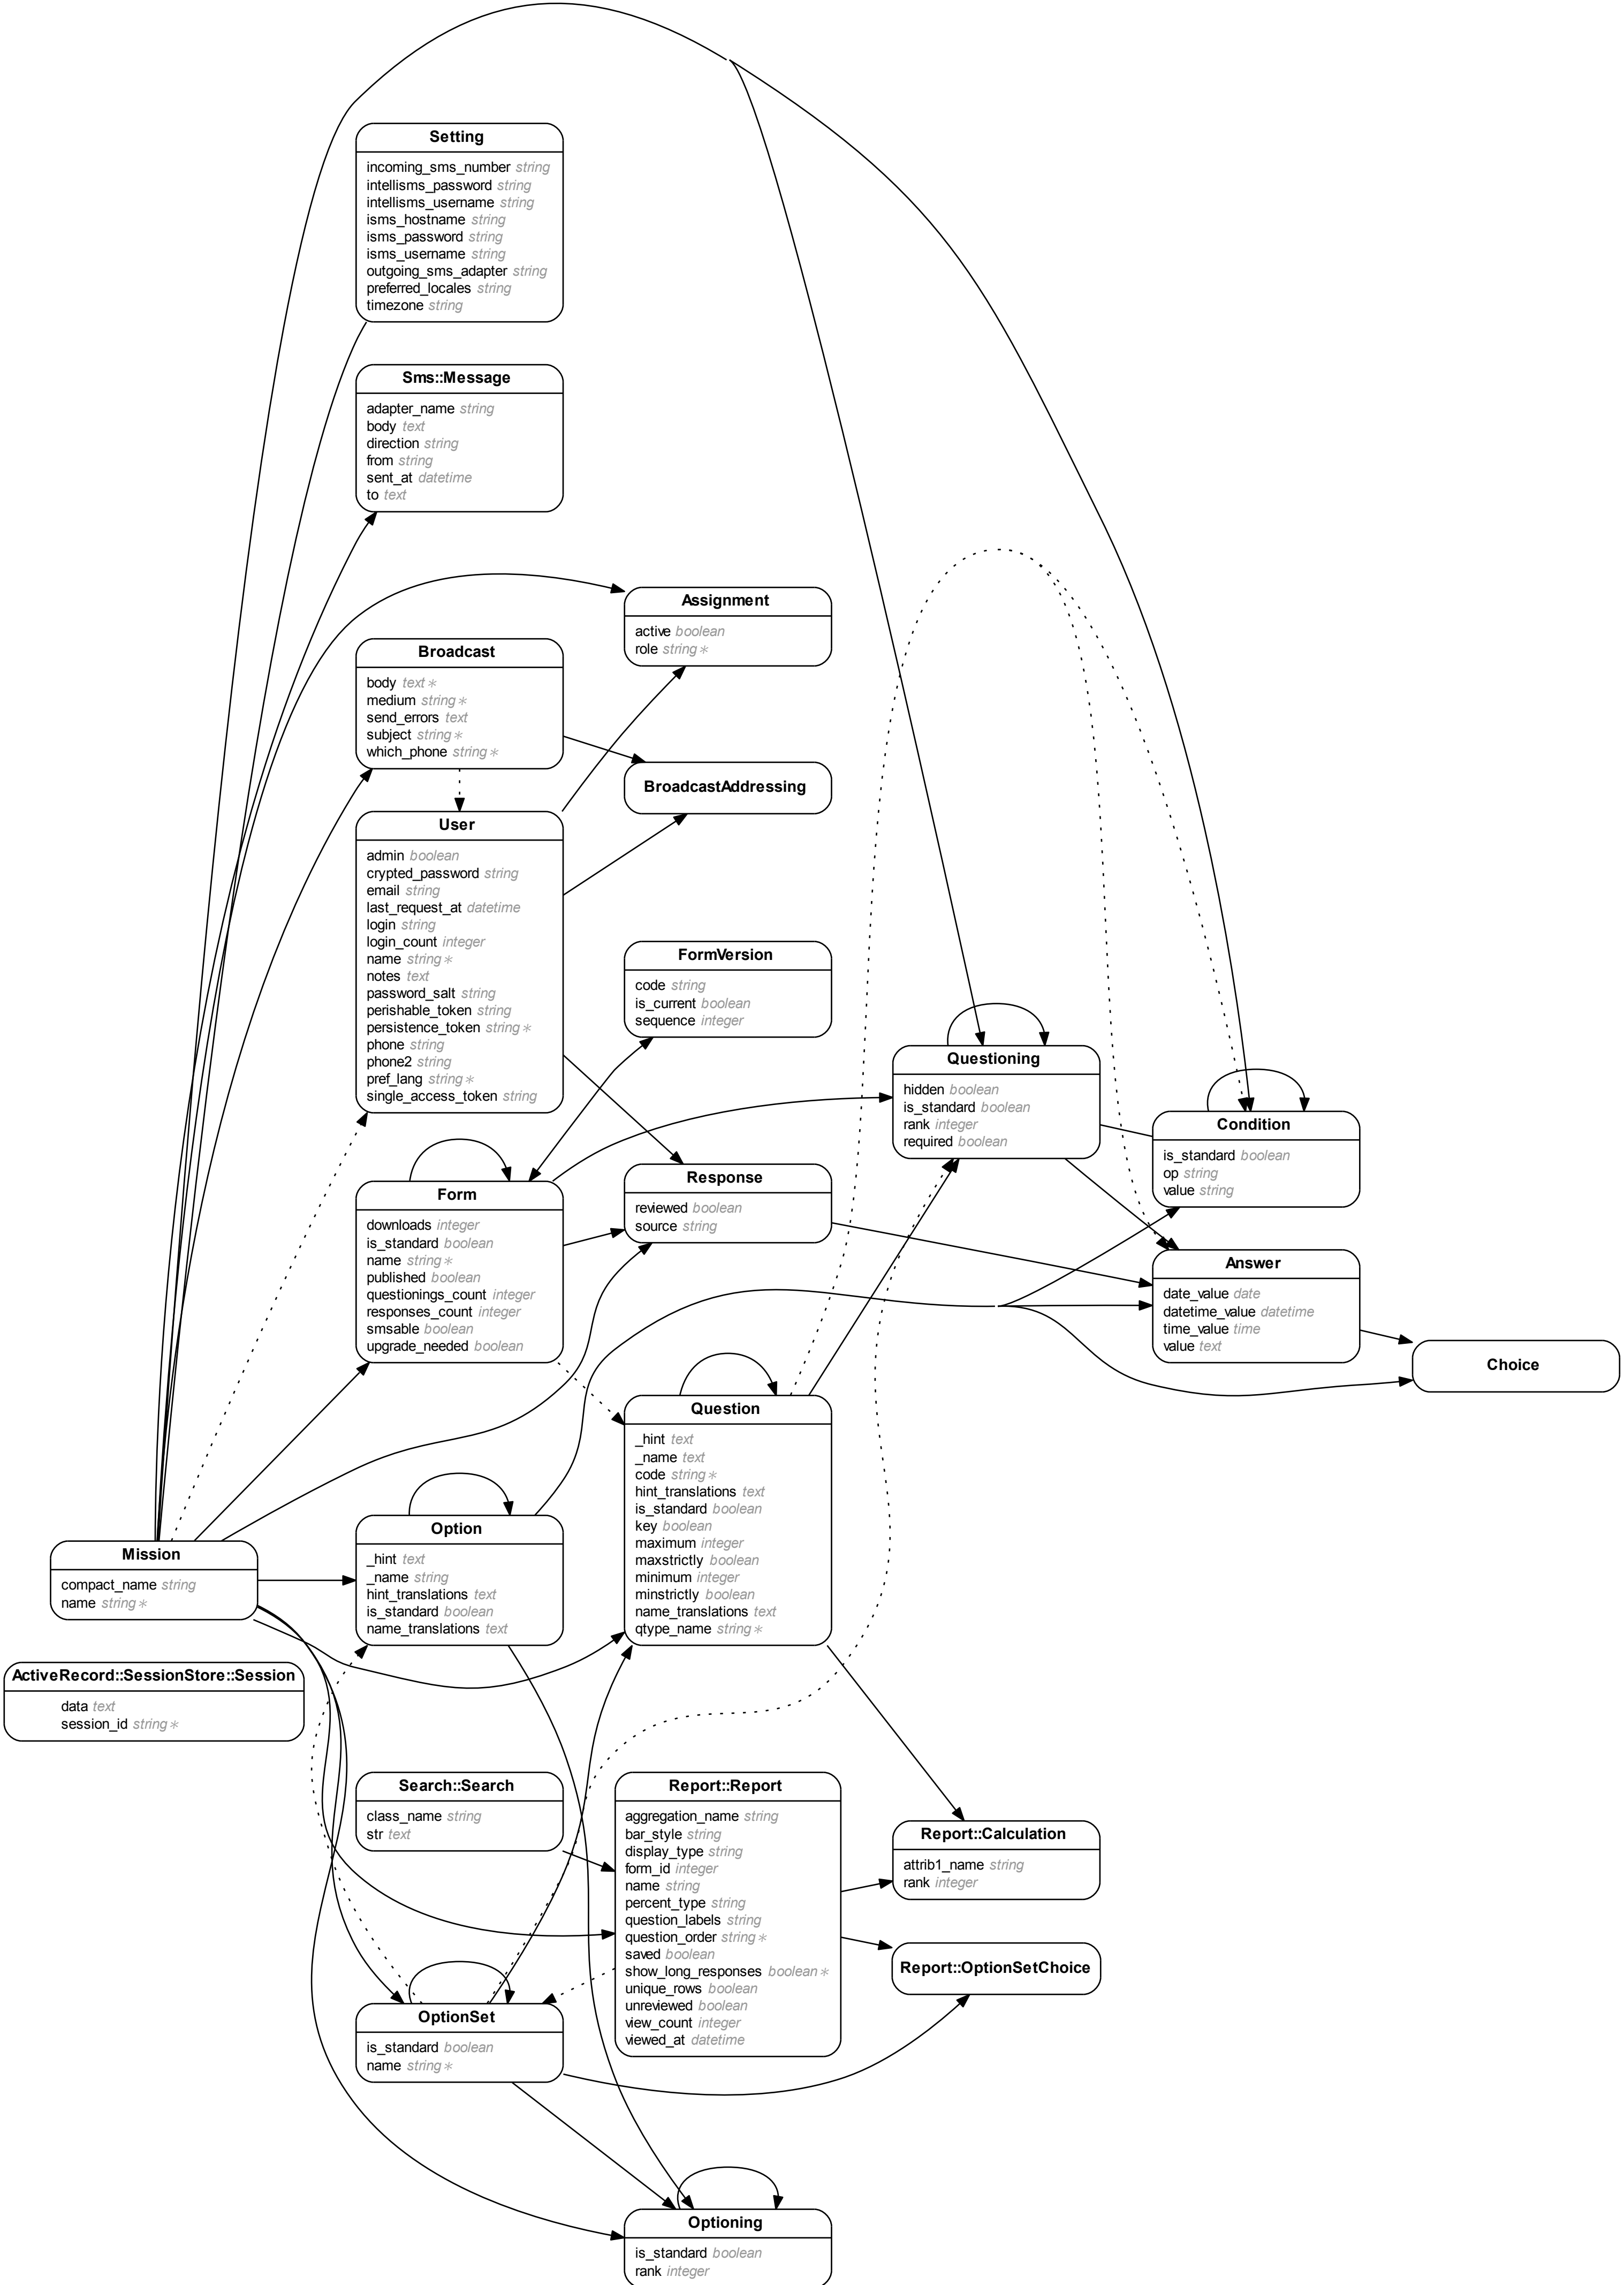 Setting
incoming_sms_number string
intellisms_password string
intellisms_username string
isms_hostname string
isms_password string
isms_username string
outgoing_sms_adapter string
preferred_locales string
timezone string
Sms::Message
adapter_name string
body text
direction string
from string
sent_at datetime
to text
Assignment
active boolean
role string∗
Broadcast
body text∗
medium string∗
send_errors text
subject string∗
which_phone string∗
BroadcastAddressing
User
admin boolean
crypted_password string
email string
last_request_at datetime
login string
login_count integer
name string∗
notes text
password_salt string
perishable_token string
persistence_token string∗
phone string
phone2 string
pref_lang string∗
single_access_token string
FormVersion
code string
is_current boolean
sequence integer
Questioning
hidden boolean
is_standard boolean
rank integer
required boolean
Condition
is_standard boolean
op string
value string
Form
downloads integer
is_standard boolean
name string∗
published boolean
questionings_count integer
responses_count integer
smsable boolean
upgrade_needed boolean
Response
reviewed boolean
source string
Answer
date_value date
datetime_value datetime
time_value time
value text
Choice
Question
_hint text
_name text
code string∗
hint_translations text
is_standard boolean
key boolean
maximum integer
maxstrictly boolean
minimum integer
minstrictly boolean
name_translations text
qtype_name string∗
Option
_hint text
_name string
hint_translations text
is_standard boolean
name_translations text
Mission
compact_name string
name string∗
ActiveRecord::SessionStore::Session
data text
session_id string∗
Search::Search
class_name string
str text
Report::Report
aggregation_name string
bar_style string
display_type string
form_id integer
name string
percent_type string
question_labels string
question_order string∗
saved boolean
show_long_responses boolean∗
unique_rows boolean
unreviewed boolean
view_count integer
viewed_at datetime
Report::Calculation
attrib1_name string
rank integer
Report::OptionSetChoice
OptionSet
is_standard boolean
name string∗
Optioning
is_standard boolean
rank integer